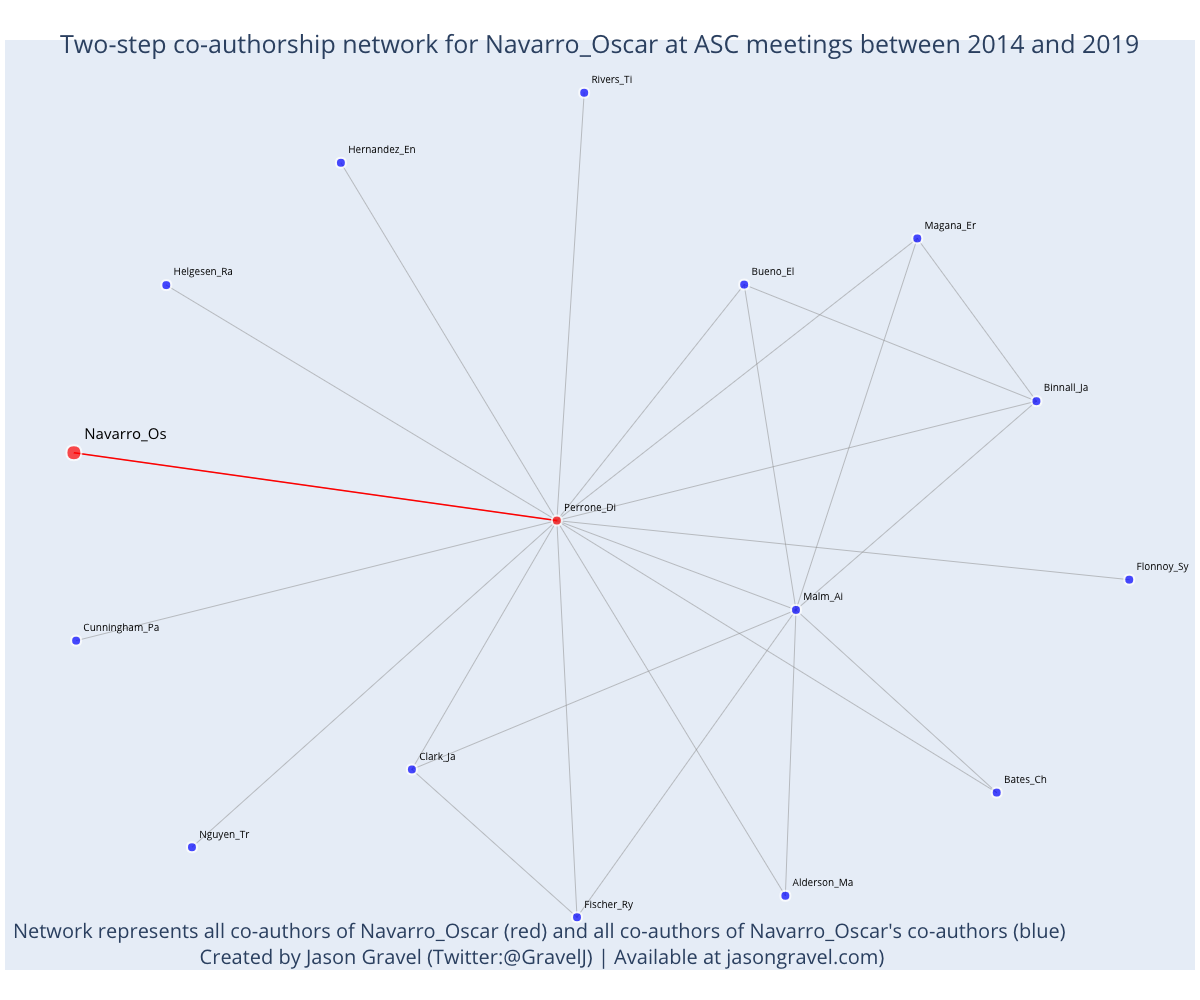 Two-step co-authorship network for Navarro_Oscar at ASC meetings between 2014 and 2019
Rivers_Ti
Hernandez_En
Magana_Er
Helgesen_Ra
Bueno_El
Binnall_Ja
Navarro_Os
Perrone_Di
Flonnoy_Sy
Malm_Ai
Cunningham_Pa
Clark_Ja
Bates_Ch
Nguyen_Tr
Alderson_Ma
Fischer_Ry
Network represents all co-authors of Navarro_Oscar (red) and all co-authors of Navarro_Oscar's co-authors (blue)
Created by Jason Gravel (Twitter:@GravelJ) | Available at jasongravel.com)